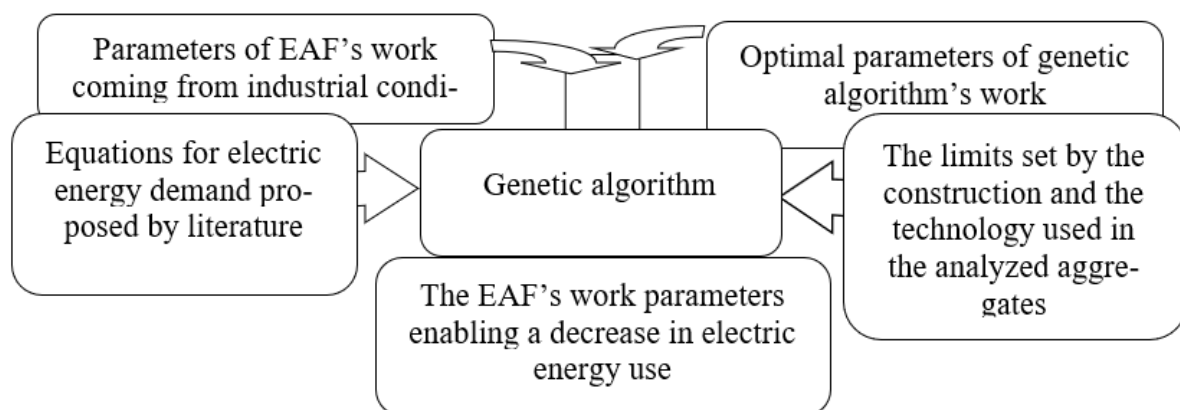 Parameters of EAF's work
coming from industrial condi-
Optimal parameters of genetic
algorithm's work
Equations for electric
energy demand pro-
posed by literature
Genetic algorithm
The limits set by the
construction and the
technology used in
the analyzed aggre-
gates
The EAF's work parameters
enabling a decrease in electric
energy use